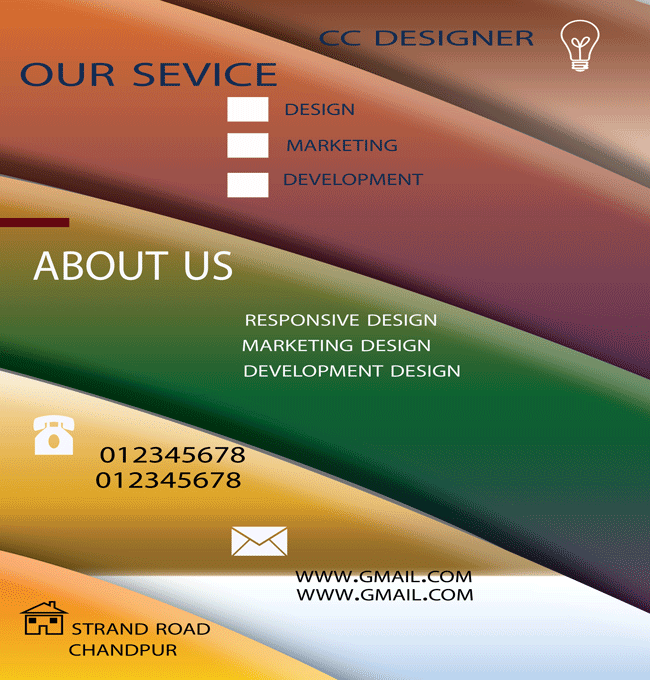 CC DESIGNER
OUR SEVICE
DESIGN
MARKETING
DEVELOPMENT
ABOUT US
RESPONSIVE DESIGN
MARKETING DESIGN
DEVELOPMENT DESIGN
012345678
012345678
WWW.GMAIL.COM
WWW.GMAIL.COM
STRAND ROAD
CHANDPUR